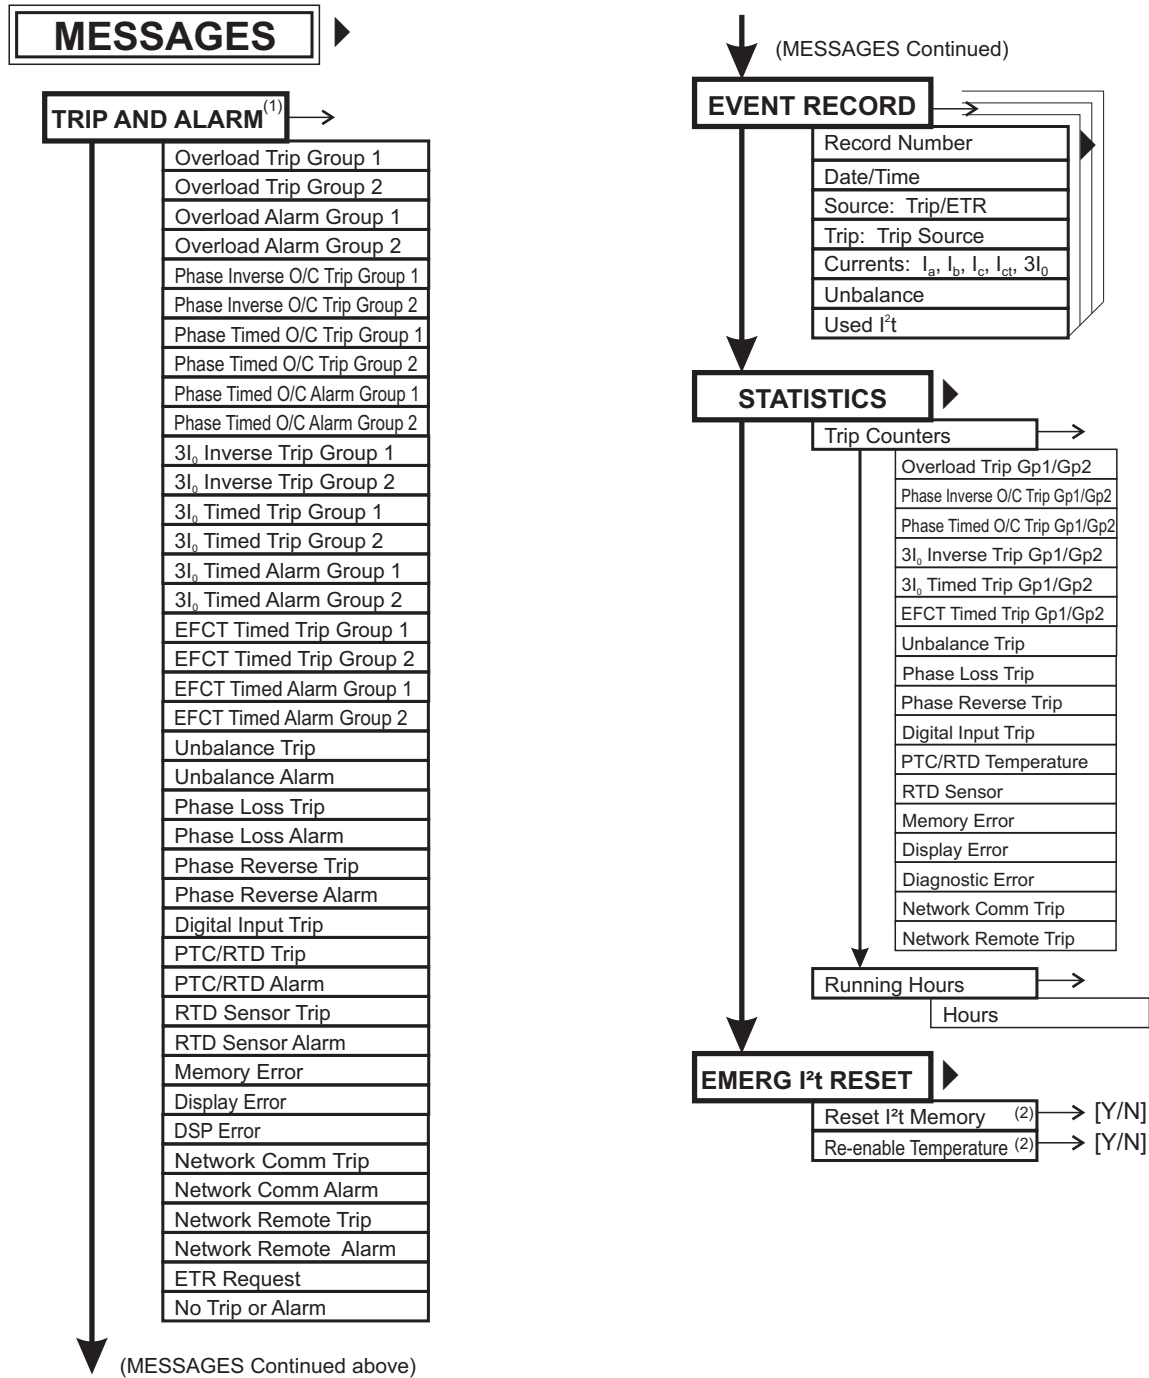 MESSAGES
TRIP AND ALARM(1)
Overload Trip Group 1
Overload Trip Group 2
Overload Alarm Group 1
Overload Alarm Group 2
Phase Inverse O/C Trip Group 1
Phase Inverse O/C Trip Group 2
Phase Timed O/C Trip Group 1
Phase Timed O/C Trip Group 2
Phase Timed O/C Alarm Group 1
Phase Timed O/C Alarm Group 2
3I₀ Inverse Trip Group 1
3I₀ Inverse Trip Group 2
3I₀ Timed Trip Group 1
3I₀ Timed Trip Group 2
3I₀ Timed Alarm Group 1
3I₀ Timed Alarm Group 2
EFCT Timed Trip Group 1
EFCT Timed Trip Group 2
EFCT Timed Alarm Group 1
EFCT Timed Alarm Group 2
Unbalance Trip
Unbalance Alarm
Phase Loss Trip
Phase Loss Alarm
Phase Reverse Trip
Phase Reverse Alarm
Digital Input Trip
PTC/RTD Trip
PTC/RTD Alarm
RTD Sensor Trip
RTD Sensor Alarm
Memory Error
Display Error
DSP Error
Network Comm Trip
Network Comm Alarm
Network Remote Trip
Network Remote Alarm
ETR Request
No Trip or Alarm
(MESSAGES Continued above)
(MESSAGES Continued)
EVENT RECORD
Record Number
Date/Time
Source: Trip/ETR
Trip: Trip Source
Currents: Ia, Ib, Ic, Ict, 3I₀
Unbalance
Used I²t
STATISTICS
Trip Counters
Overload Trip Gp1/Gp2
Phase Inverse O/C Trip Gp1/Gp2
Phase Timed O/C Trip Gp1/Gp2
3I₀ Inverse Trip Gp1/Gp2
3I₀ Timed Trip Gp1/Gp2
EFCT Timed Trip Gp1/Gp2
Unbalance Trip
Phase Loss Trip
Phase Reverse Trip
Digital Input Trip
PTC/RTD Temperature
RTD Sensor
Memory Error
Display Error
Diagnostic Error
Network Comm Trip
Network Remote Trip
Running Hours
Hours
EMERG I²t RESET
Reset I²t Memory (2) [Y/N]
Re-enable Temperature (2) [Y/N]